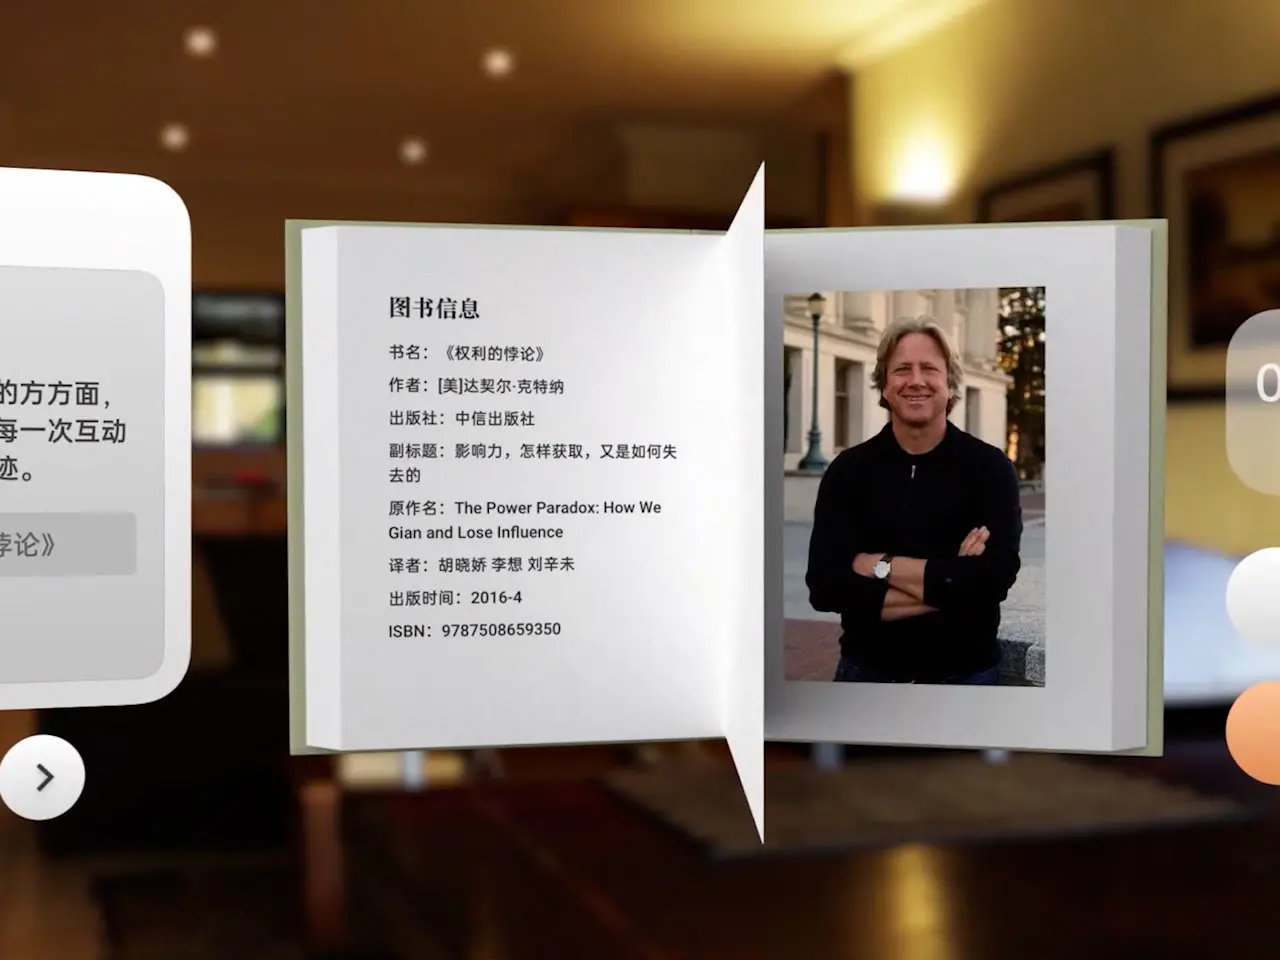 的方方面，
每一次互动
迹。
悖论》
图书信息
书名：《权利的悖论》
作者：[美]达契尔·克特纳
出版社：中信出版社
副标题：影响力，怎样获取，又是如何失
去的
原作名：The Power Paradox: How We
Gian and Lose Influence
译者：胡晓娇 李想 刘辛未
出版时间：2016-4
ISBN：9787508659350
0